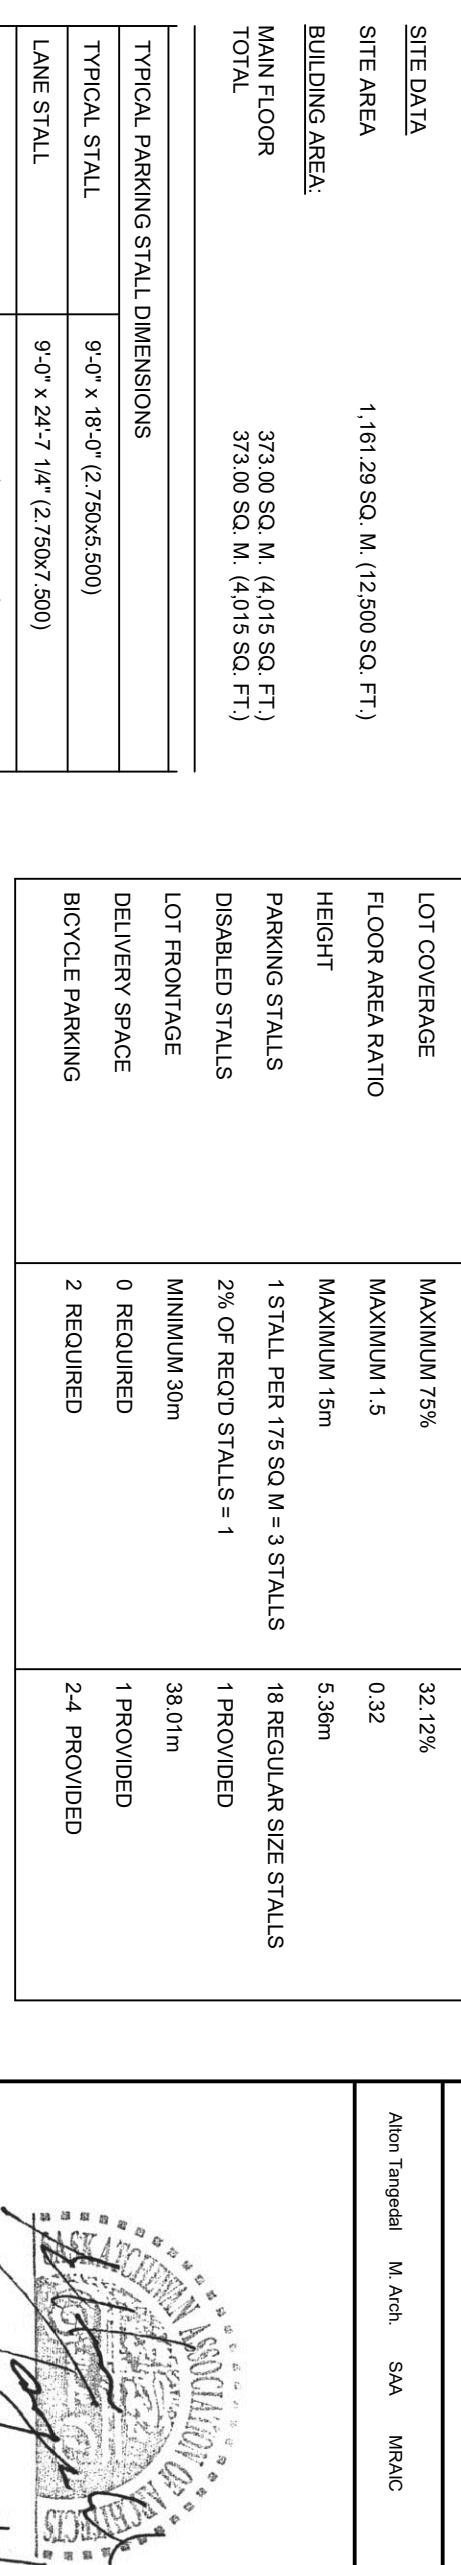 SITE DATA
SITE AREA 1,161.29 SQ. M. (12,500 SQ. FT.)
BUILDING AREA:
MAIN FLOOR 373.00 SQ. M. (4,015 SQ. FT.)
TOTAL 373.00 SQ. M. (4,015 SQ. FT.)
TYPICAL PARKING STALL DIMENSIONS
TYPICAL STALL 9'-0" x 18'-0" (2.750x5.500)
LANE STALL 9'-0" x 24'-7 1/4" (2.750x7.500)
LOT COVERAGE MAXIMUM 75% 32.12%
FLOOR AREA RATIO MAXIMUM 1.5 0.32
HEIGHT MAXIMUM 15m 5.36m
PARKING STALLS 1 STALL PER 175 SQ M = 3 STALLS 18 REGULAR SIZE STALLS
DISABLED STALLS 2% OF REQ'D STALLS = 1 1 PROVIDED
LOT FRONTAGE MINIMUM 30m 38.01m
DELIVERY SPACE 0 REQUIRED 1 PROVIDED
BICYCLE PARKING 2 REQUIRED 2-4 PROVIDED
Alton Tangedal M. Arch. SAA MRAIC
SASKATCHEWAN ASSOCIATION OF ARCHITECTS